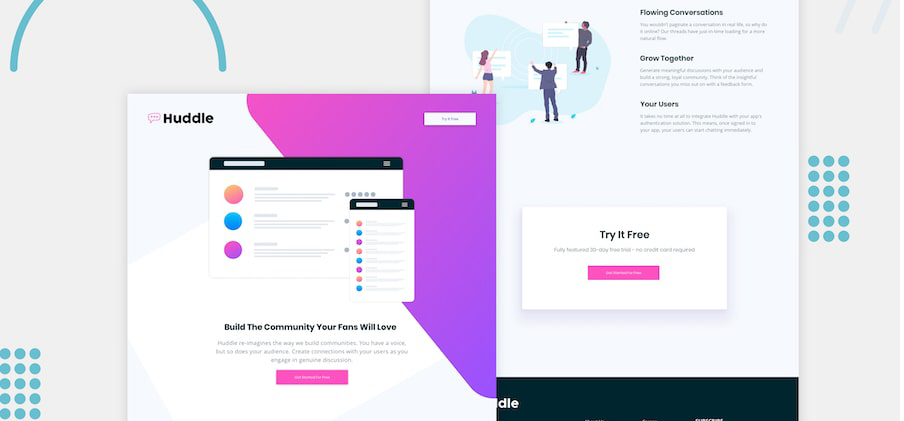 Huddle
Try It Free
Build The Community Your Fans Will Love
Huddle re-imagines the way we build communities. You have a voice,
but so does your audience. Create connections with your users as you
engage in genuine discussion.
Get Started For Free
Flowing Conversations
You wouldn't paginate a conversation in real life, so why do
it online? Our threads have just-in-time loading for a more
natural flow.
Grow Together
Generate meaningful discussions with your audience and
build a strong, loyal community. Think of the insightful
conversations you miss out on with a feedback form.
Your Users
It takes no time at all to integrate Huddle with your app's
authentication solution. This means, once signed in to
your app, your users can start chatting immediately.
Try It Free
Fully featured 30-day free trial - no credit card required
Get Started For Free
dle
SUBSCRIBE